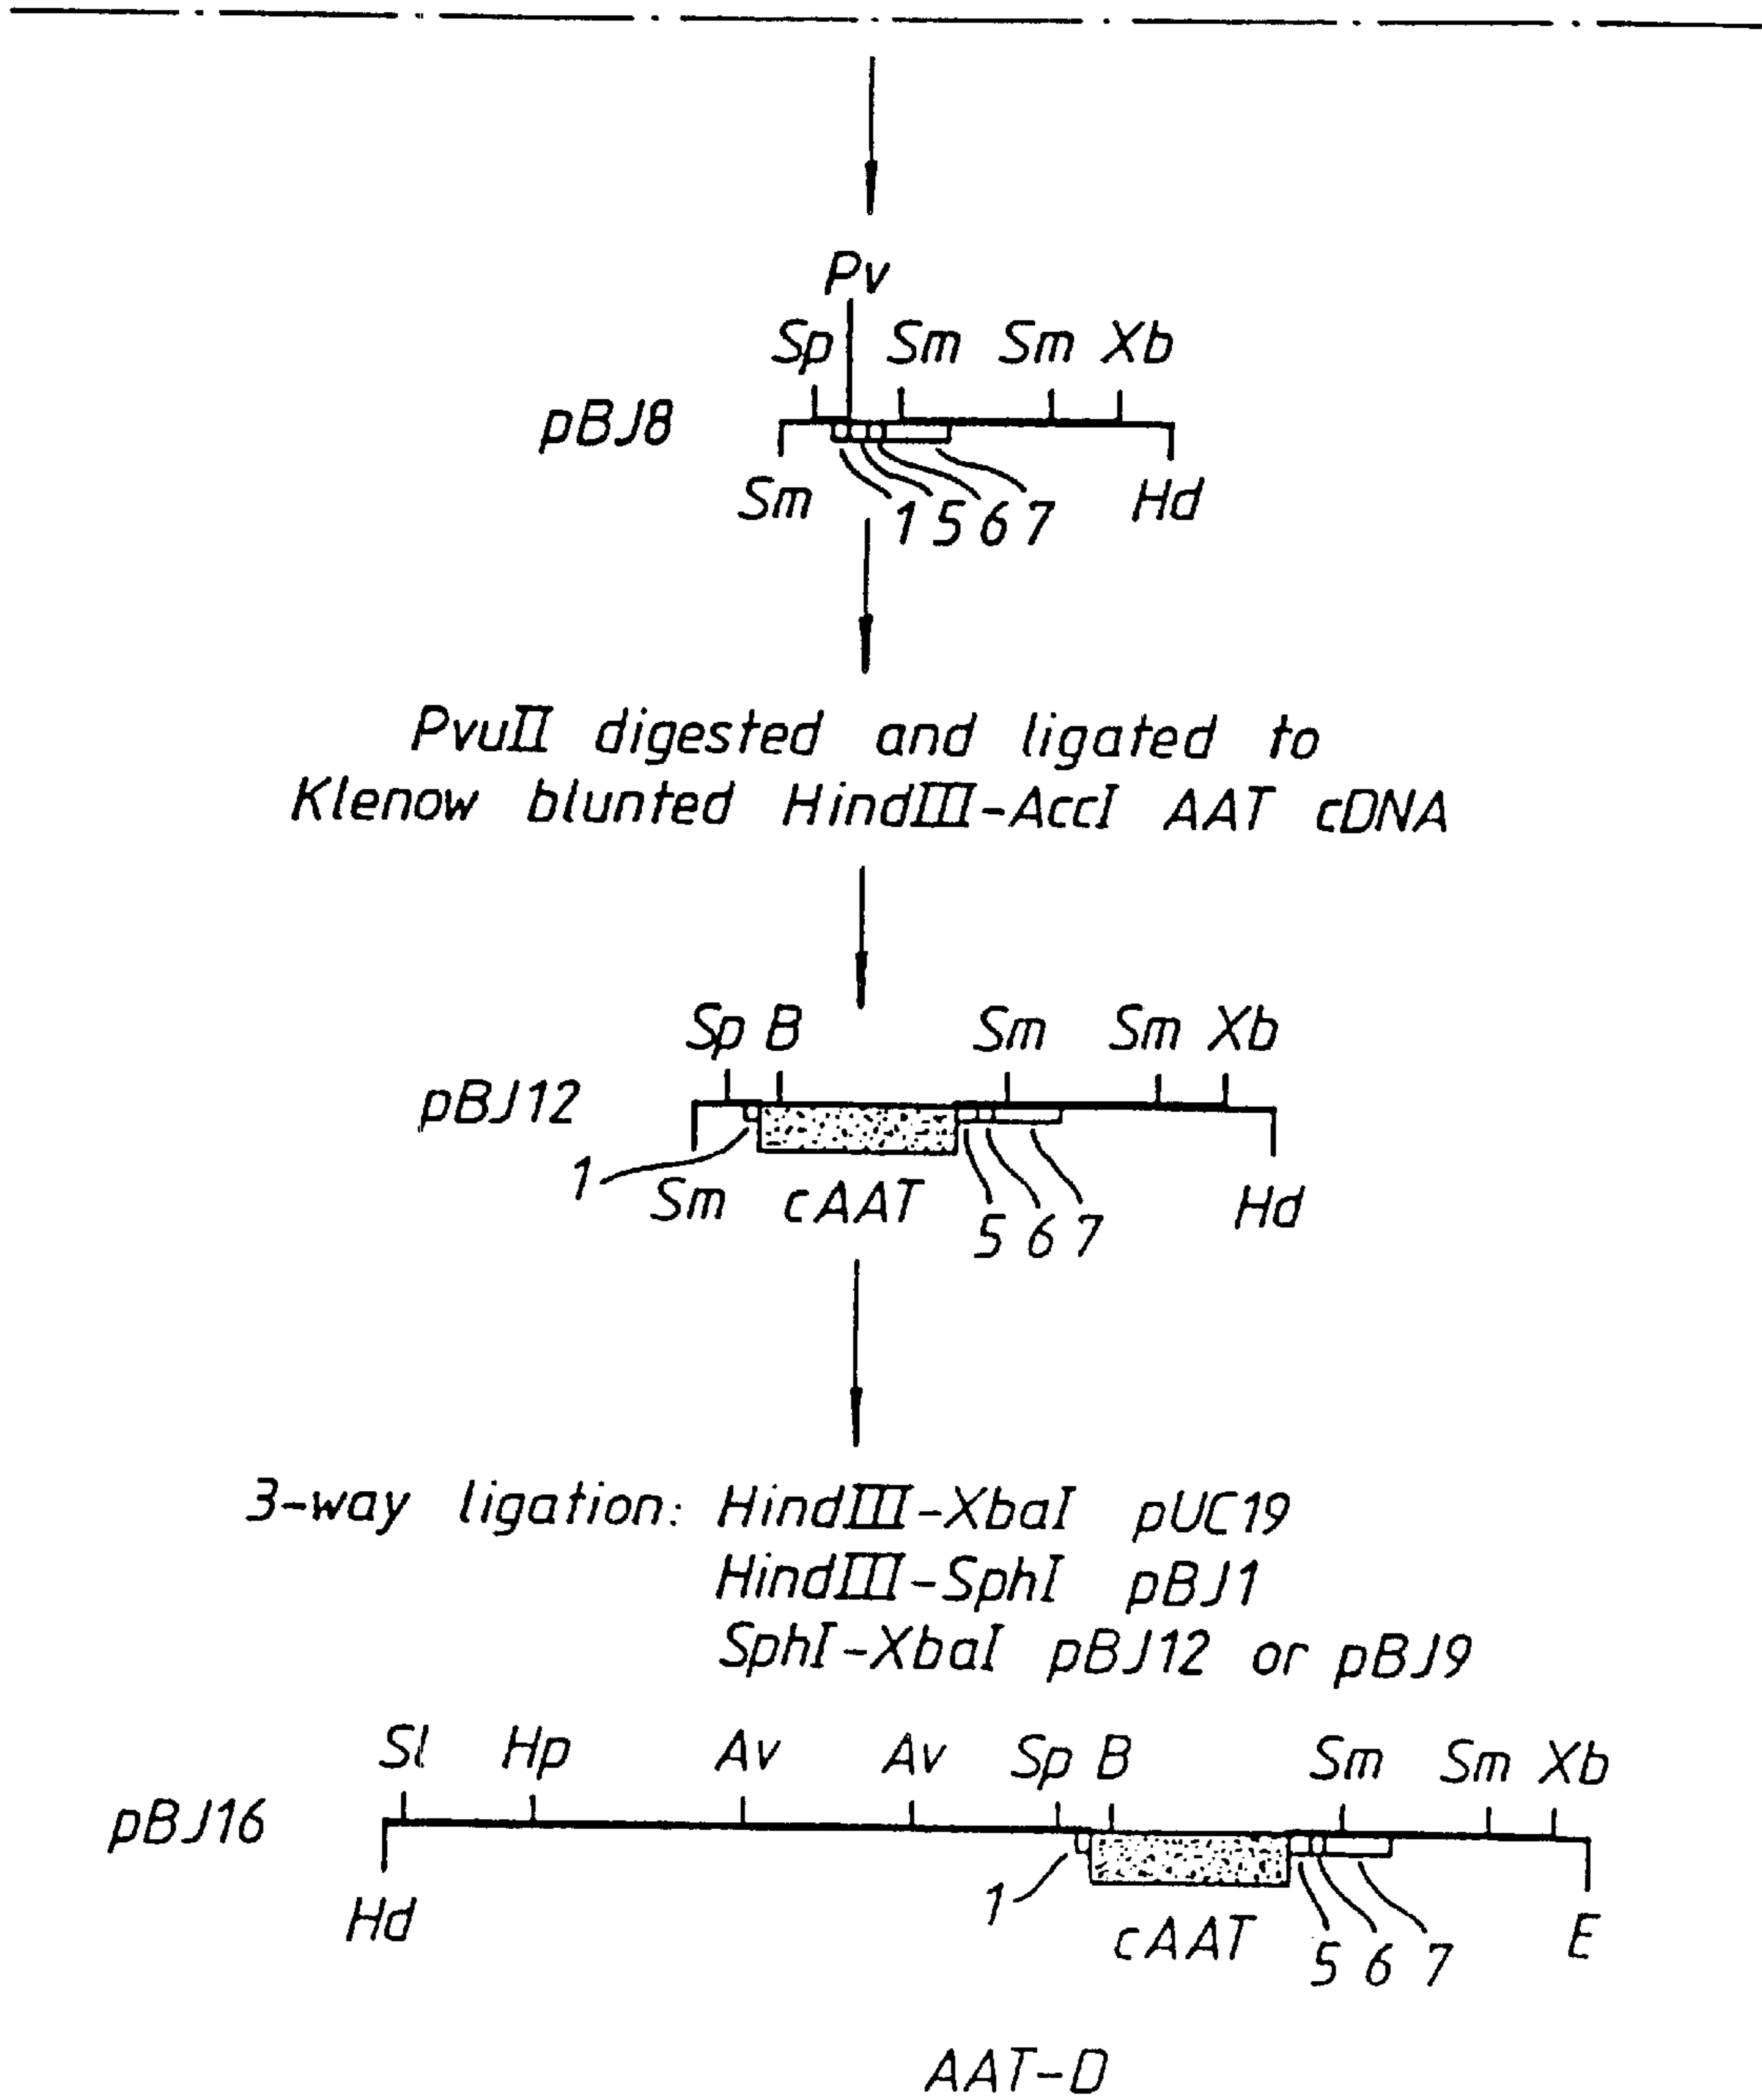 Pv
Sp Sm Sm Xb
pBJ8
Sm 1 5 6 7 Hd
PvuII digested and ligated to
Klenow blunted HindIII-AccI AAT cDNA
Sp B Sm Sm Xb
pBJ12
1 Sm cAAT 5 6 7 Hd
3-way ligation: HindIII-XbaI pUC19
HindIII-SphI pBJ1
SphI-XbaI pBJ12 or pBJ9
Sl Hp Av Av Sp B Sm Sm Xb
pBJ16
Hd 1 cAAT 5 6 7 E
AAT-D